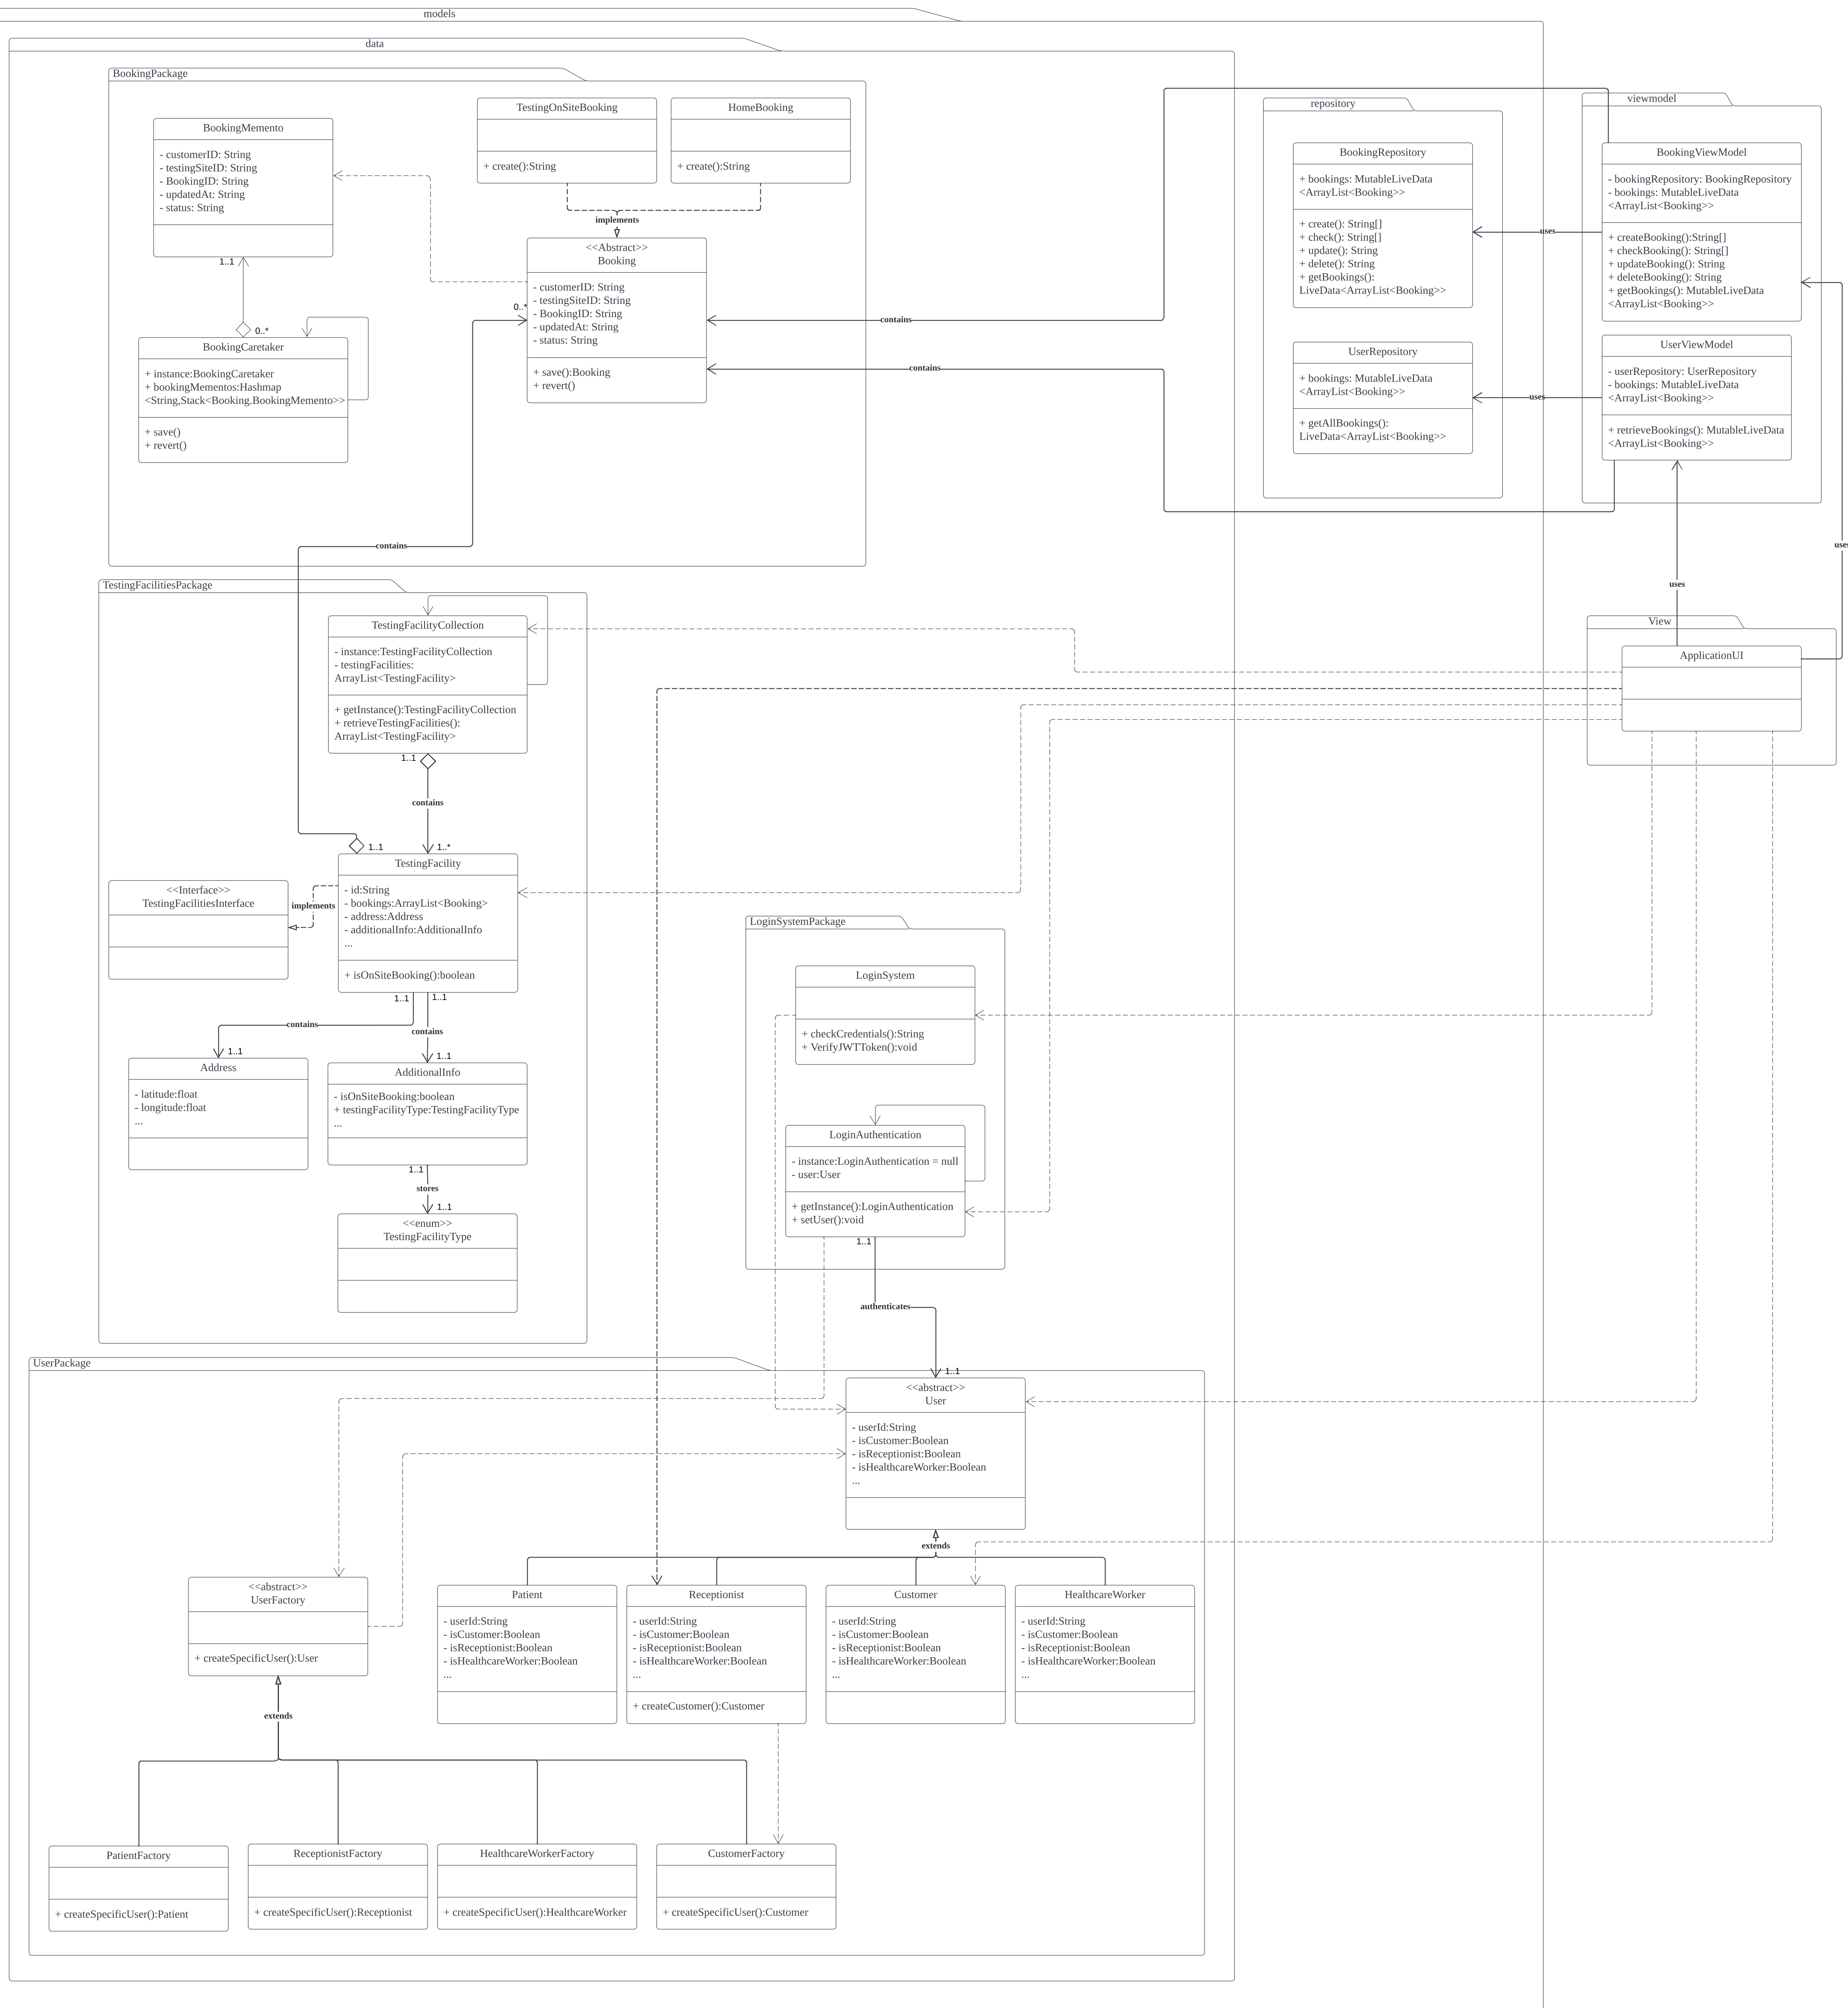 models
data
BookingPackage
BookingMemento
- customerID: String
- testingSiteID: String
- BookingID: String
- updatedAt: String
- status: String
1..1
0..*
BookingCaretaker
+ instance:BookingCaretaker
+ bookingMementos:Hashmap
<String,Stack<Booking.BookingMemento>>
+ save()
+ revert()
TestingOnSiteBooking
+ create():String
HomeBooking
+ create():String
implements
<<Abstract>>
Booking
- customerID: String
- testingSiteID: String
- BookingID: String
- updatedAt: String
- status: String
+ save():Booking
+ revert()
0..*
contains
contains
contains
repository
BookingRepository
+ bookings: MutableLiveData
<ArrayList<Booking>>
+ create(): String[]
+ check(): String[]
+ update(): String
+ delete(): String
+ getBookings():
LiveData<ArrayList<Booking>>
UserRepository
+ bookings: MutableLiveData
<ArrayList<Booking>>
+ getAllBookings():
LiveData<ArrayList<Booking>>
uses
uses
viewmodel
BookingViewModel
- bookingRepository: BookingRepository
- bookings: MutableLiveData
<ArrayList<Booking>>
+ createBooking():String[]
+ checkBooking(): String[]
+ updateBooking(): String
+ deleteBooking(): String
+ getBookings(): MutableLiveData
<ArrayList<Booking>>
UserViewModel
- userRepository: UserRepository
- bookings: MutableLiveData
<ArrayList<Booking>>
+ retrieveBookings(): MutableLiveData
<ArrayList<Booking>>
uses
uses
View
ApplicationUI
TestingFacilitiesPackage
TestingFacilityCollection
- instance:TestingFacilityCollection
- testingFacilities:
ArrayList<TestingFacility>
+ getInstance():TestingFacilityCollection
+ retrieveTestingFacilities():
ArrayList<TestingFacility>
1..1
contains
1..1
1..*
TestingFacility
- id:String
- bookings:ArrayList<Booking>
- address:Address
- additionalInfo:AdditionalInfo
...
+ isOnSiteBooking():boolean
<<Interface>>
TestingFacilitiesInterface
implements
1..1
1..1
contains
contains
1..1
1..1
Address
- latitude:float
- longitude:float
...
AdditionalInfo
- isOnSiteBooking:boolean
+ testingFacilityType:TestingFacilityType
...
1..1
stores
1..1
<<enum>>
TestingFacilityType
LoginSystemPackage
LoginSystem
+ checkCredentials():String
+ VerifyJWTToken():void
LoginAuthentication
- instance:LoginAuthentication = null
- user:User
+ getInstance():LoginAuthentication
+ setUser():void
1..1
authenticates
1..1
UserPackage
<<abstract>>
User
- userId:String
- isCustomer:Boolean
- isReceptionist:Boolean
- isHealthcareWorker:Boolean
...
extends
<<abstract>>
UserFactory
+ createSpecificUser():User
extends
Patient
- userId:String
- isCustomer:Boolean
- isReceptionist:Boolean
- isHealthcareWorker:Boolean
...
Receptionist
- userId:String
- isCustomer:Boolean
- isReceptionist:Boolean
- isHealthcareWorker:Boolean
...
+ createCustomer():Customer
Customer
- userId:String
- isCustomer:Boolean
- isReceptionist:Boolean
- isHealthcareWorker:Boolean
...
HealthcareWorker
- userId:String
- isCustomer:Boolean
- isReceptionist:Boolean
- isHealthcareWorker:Boolean
...
PatientFactory
+ createSpecificUser():Patient
ReceptionistFactory
+ createSpecificUser():Receptionist
HealthcareWorkerFactory
+ createSpecificUser():HealthcareWorker
CustomerFactory
+ createSpecificUser():Customer